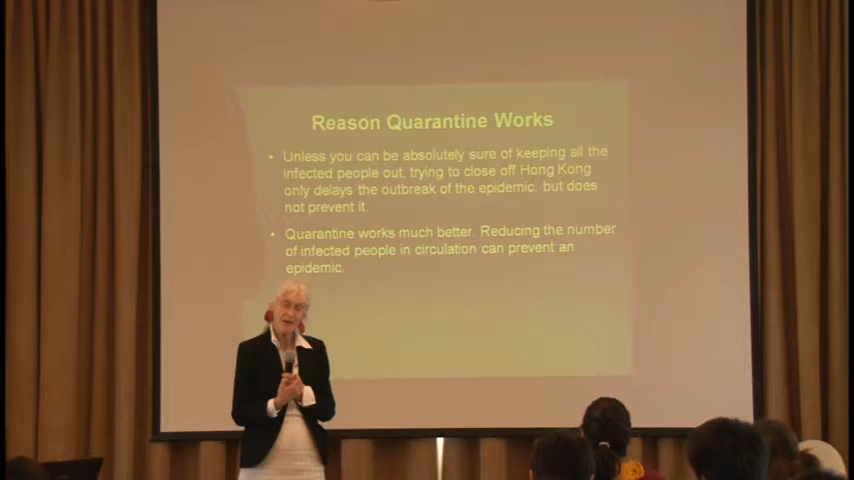 Reason Quarantine Works
• Unless you can be absolutely sure of keeping all the
infected people out, trying to close off Hong Kong
only delays the outbreak of the epidemic. but does
not prevent it.
• Quarantine works much better. Reducing the number
of infected people in circulation can prevent an
epidemic.